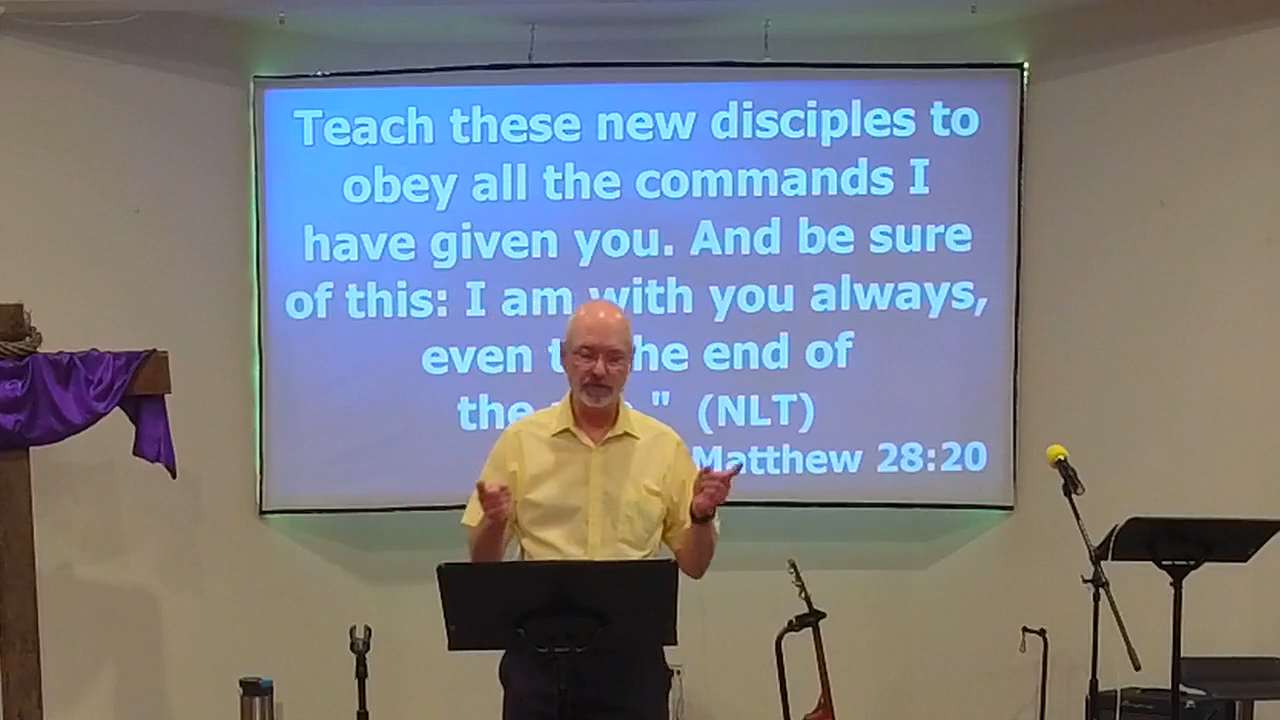 Teach these new disciples to
obey all the commands I
have given you. And be sure
of this: I am with you always,
even the end of
the " (NLT)
Matthew 28:20